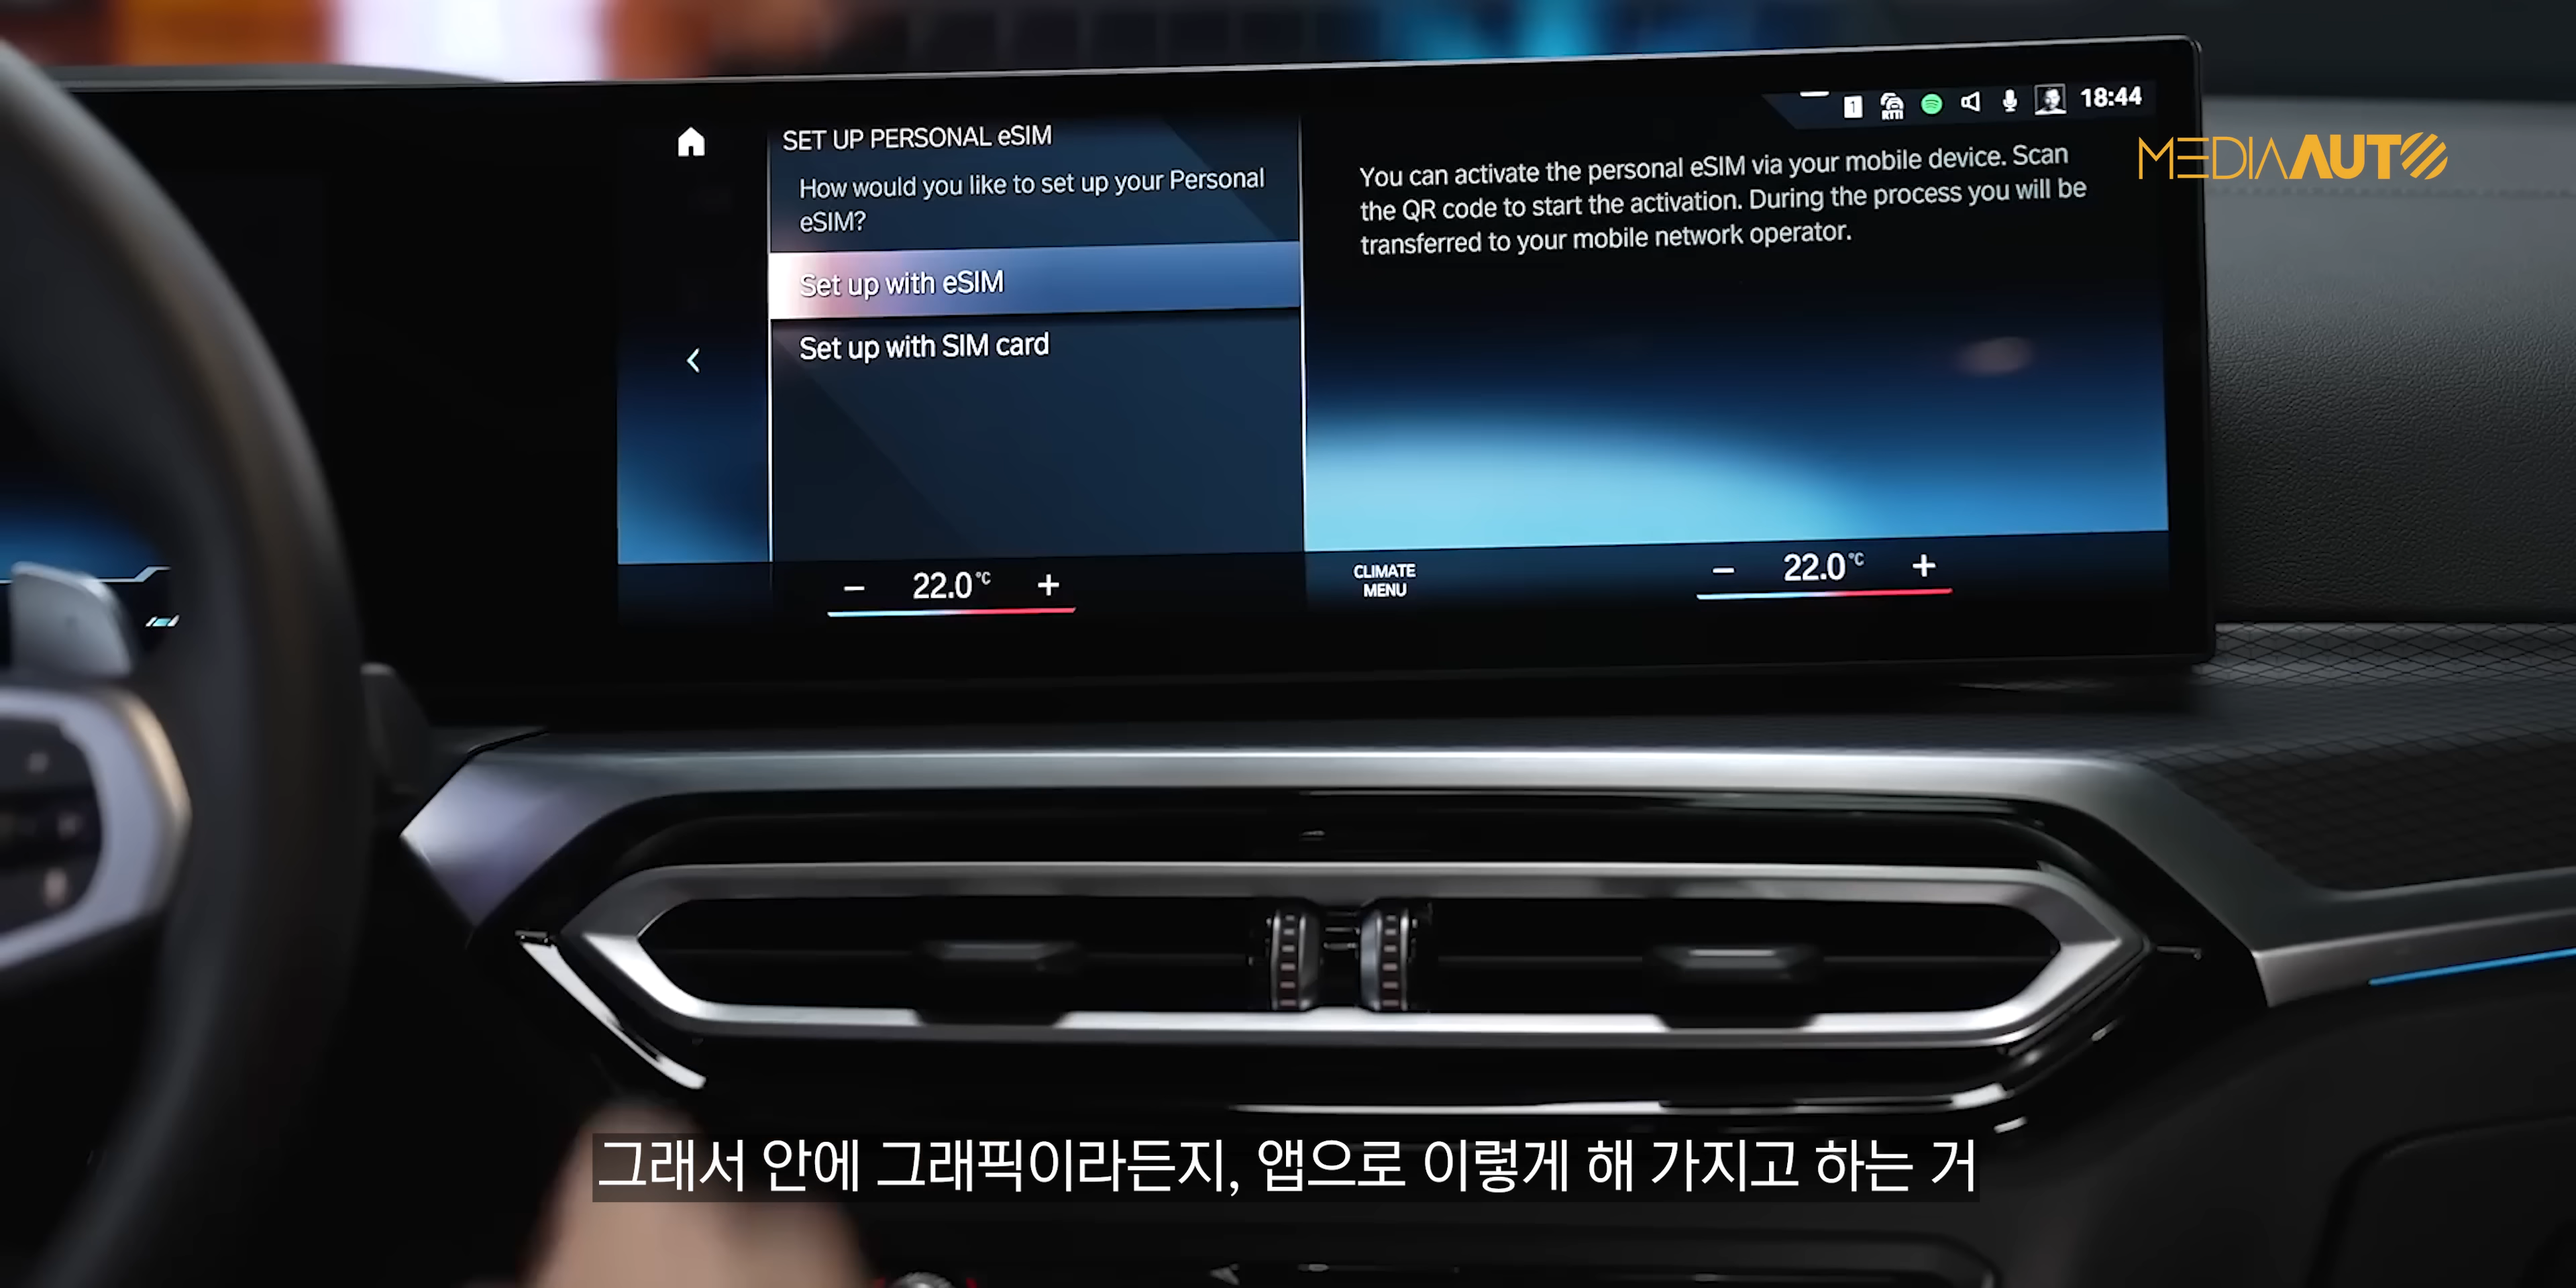 1
RTTI
18:44
MEDIAAUTO
SET UP PERSONAL eSIM
How would you like to set up your Personal
eSIM?
Set up with eSIM
Set up with SIM card
You can activate the personal eSIM via your mobile device. Scan
the QR code to start the activation. During the process you will be
transferred to your mobile network operator.
− 22.0°C +
CLIMATE
MENU
− 22.0°C +
그래서 안에 그래픽이라든지, 앱으로 이렇게 해 가지고 하는 거